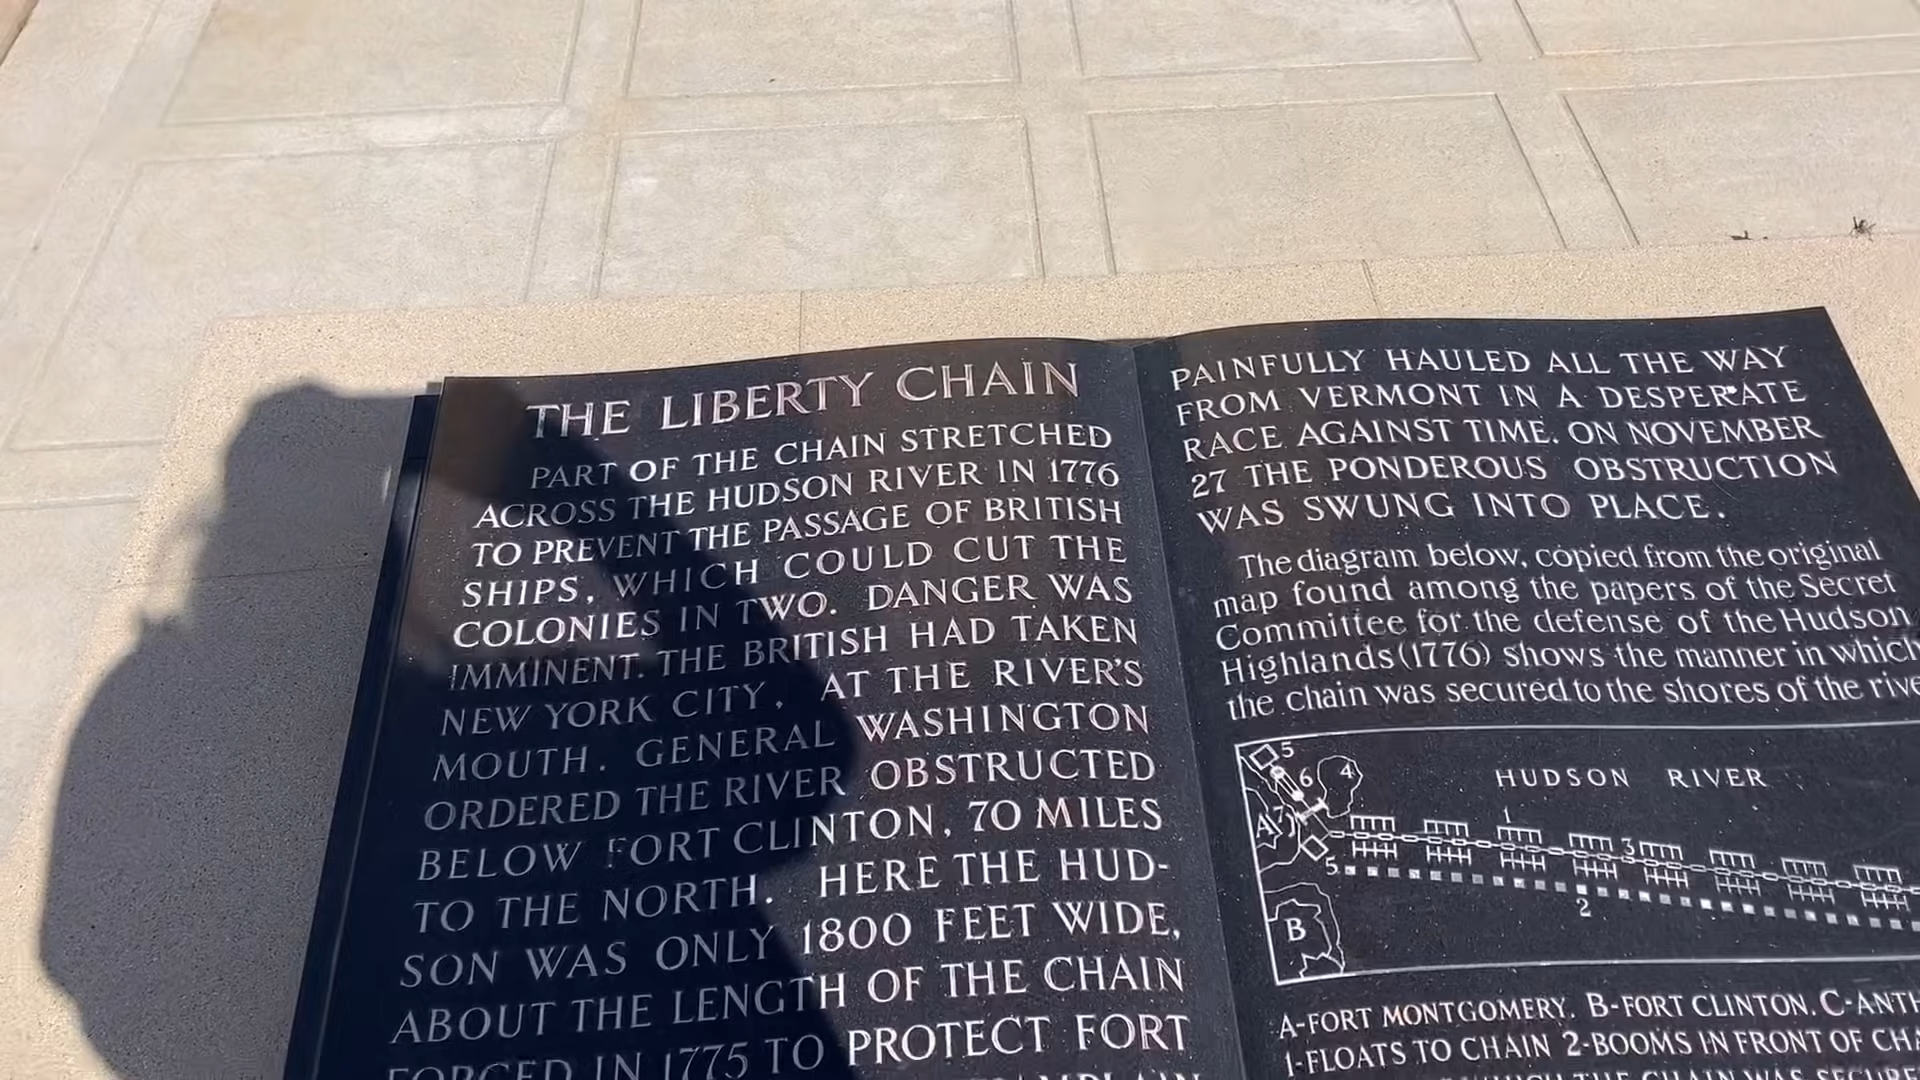 THE LIBERTY CHAIN
PART OF THE CHAIN STRETCHED
ACROSS THE HUDSON RIVER IN 1776
TO PREVENT THE PASSAGE OF BRITISH
SHIPS, WHICH COULD CUT THE
COLONIES IN TWO. DANGER WAS
IMMINENT. THE BRITISH HAD TAKEN
NEW YORK CITY, AT THE RIVER'S
MOUTH. GENERAL WASHINGTON
ORDERED THE RIVER OBSTRUCTED
BELOW FORT CLINTON, 70 MILES
TO THE NORTH. HERE THE HUD-
SON WAS ONLY 1800 FEET WIDE,
ABOUT THE LENGTH OF THE CHAIN
FORGED IN 1775 TO PROTECT FORT
PAINFULLY HAULED ALL THE WAY
FROM VERMONT IN A DESPERATE
RACE AGAINST TIME. ON NOVEMBER
27 THE PONDEROUS OBSTRUCTION
WAS SWUNG INTO PLACE.
The diagram below, copied from the original
map found among the papers of the Secret
Committee for the defense of the Hudson
Highlands (1776) shows the manner in which
the chain was secured to the shores of the
HUDSON RIVER
5
6
4
A
7
1
3
5
2
B
A-FORT MONTGOMERY. B-FORT CLINTON. C-
1-FLOATS TO CHAIN 2-BOOMS IN FRONT OF
WHICH THE CHAIN WAS